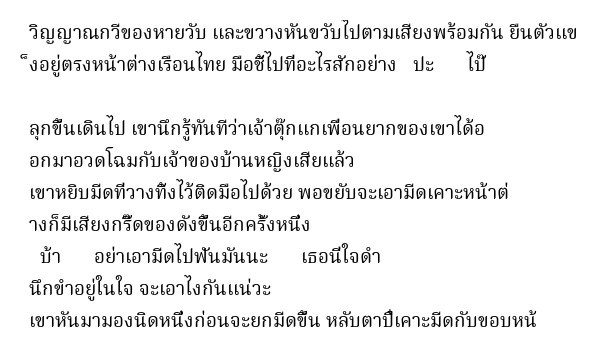 วิญญาณกวีของหายวับ และขวางหันขวับไปตามเสียงพร้อมกัน ยืนตัวแข
็งอยู่ตรงหน้าต่างเรือนไทย มือชี้ไปที่อะไรสักอย่าง ปะ ไป๊
ลุกขึ้นเดินไป เขานึกรู้ทันทีว่าเจ้าตุ๊กแกเพื่อนยากของเขาได้อ
อกมาอวดโฉมกับเจ้าของบ้านหญิงเสียแล้ว
เขาหยิบมีดที่วางทิ้งไว้ติดมือไปด้วย พอขยับจะเอามีดเคาะหน้าต่
างก็มีเสียงกรี๊ดของดังขึ้นอีกครั้งหนึ่ง
บ้า อย่าเอามีดไปฟันมันนะ เธอนี่ใจดำ
นึกขำอยู่ในใจ จะเอาไงกันแน่วะ
เขาหันมามองนิดหนึ่งก่อนจะยกมีดขึ้น หลับตาปี๋เคาะมีดกับขอบหน้